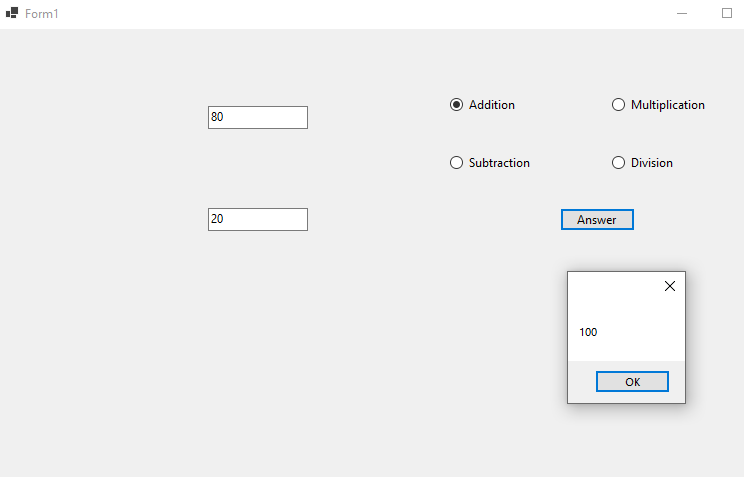 Form1
80
Addition
Multiplication
Subtraction
Division
20
Answer
100
OK